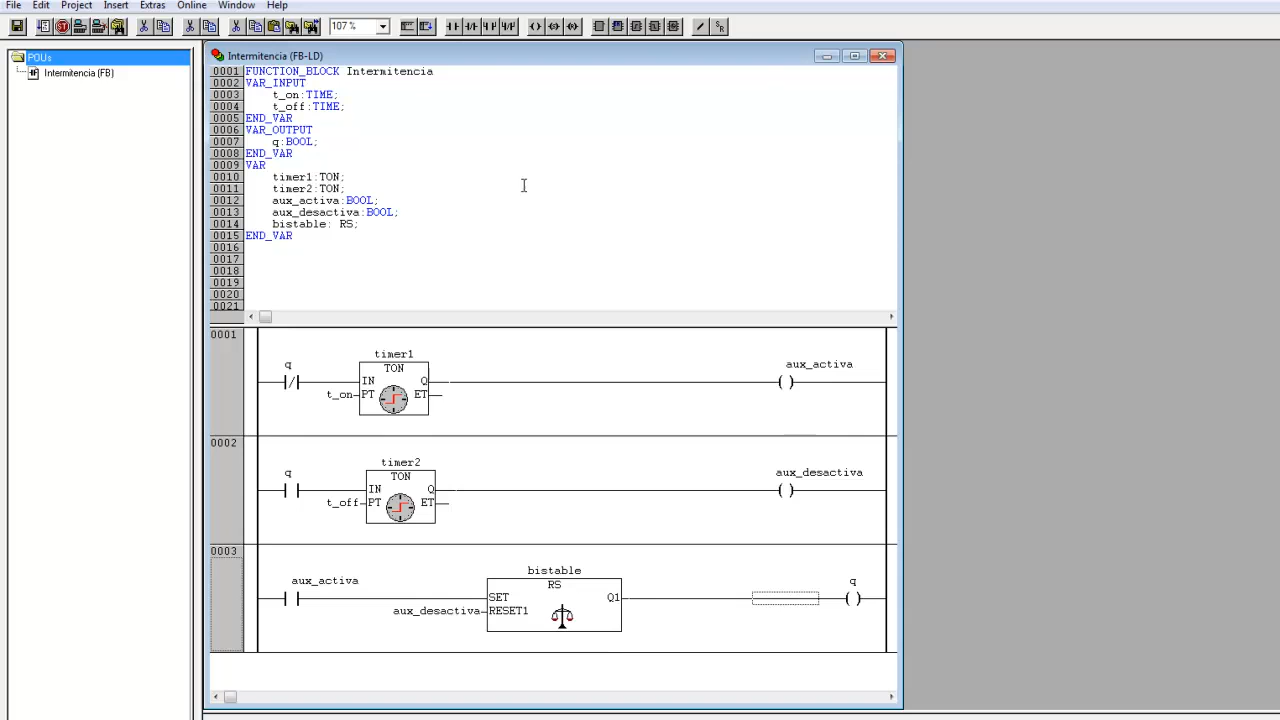 File Edit Project Insert Extras Online Window Help
107 %
POUs
Intermitencia (FB)
Intermitencia (FB-LD)
0001 FUNCTION_BLOCK Intermitencia
0002 VAR_INPUT
0003 t_on:TIME;
0004 t_off:TIME;
0005 END_VAR
0006 VAR_OUTPUT
0007 q:BOOL;
0008 END_VAR
0009 VAR
0010 timer1:TON;
0011 timer2:TON;
0012 aux_activa:BOOL;
0013 aux_desactiva:BOOL;
0014 bistable: RS;
0015 END_VAR
0016
0017
0018
0019
0020
0021
0001
timer1
q TON aux_activa
IN Q
t_on PT ET
0002
timer2
q TON aux_desactiva
IN Q
t_off PT ET
0003
bistable
aux_activa RS q
SET Q1
aux_desactiva RESET1